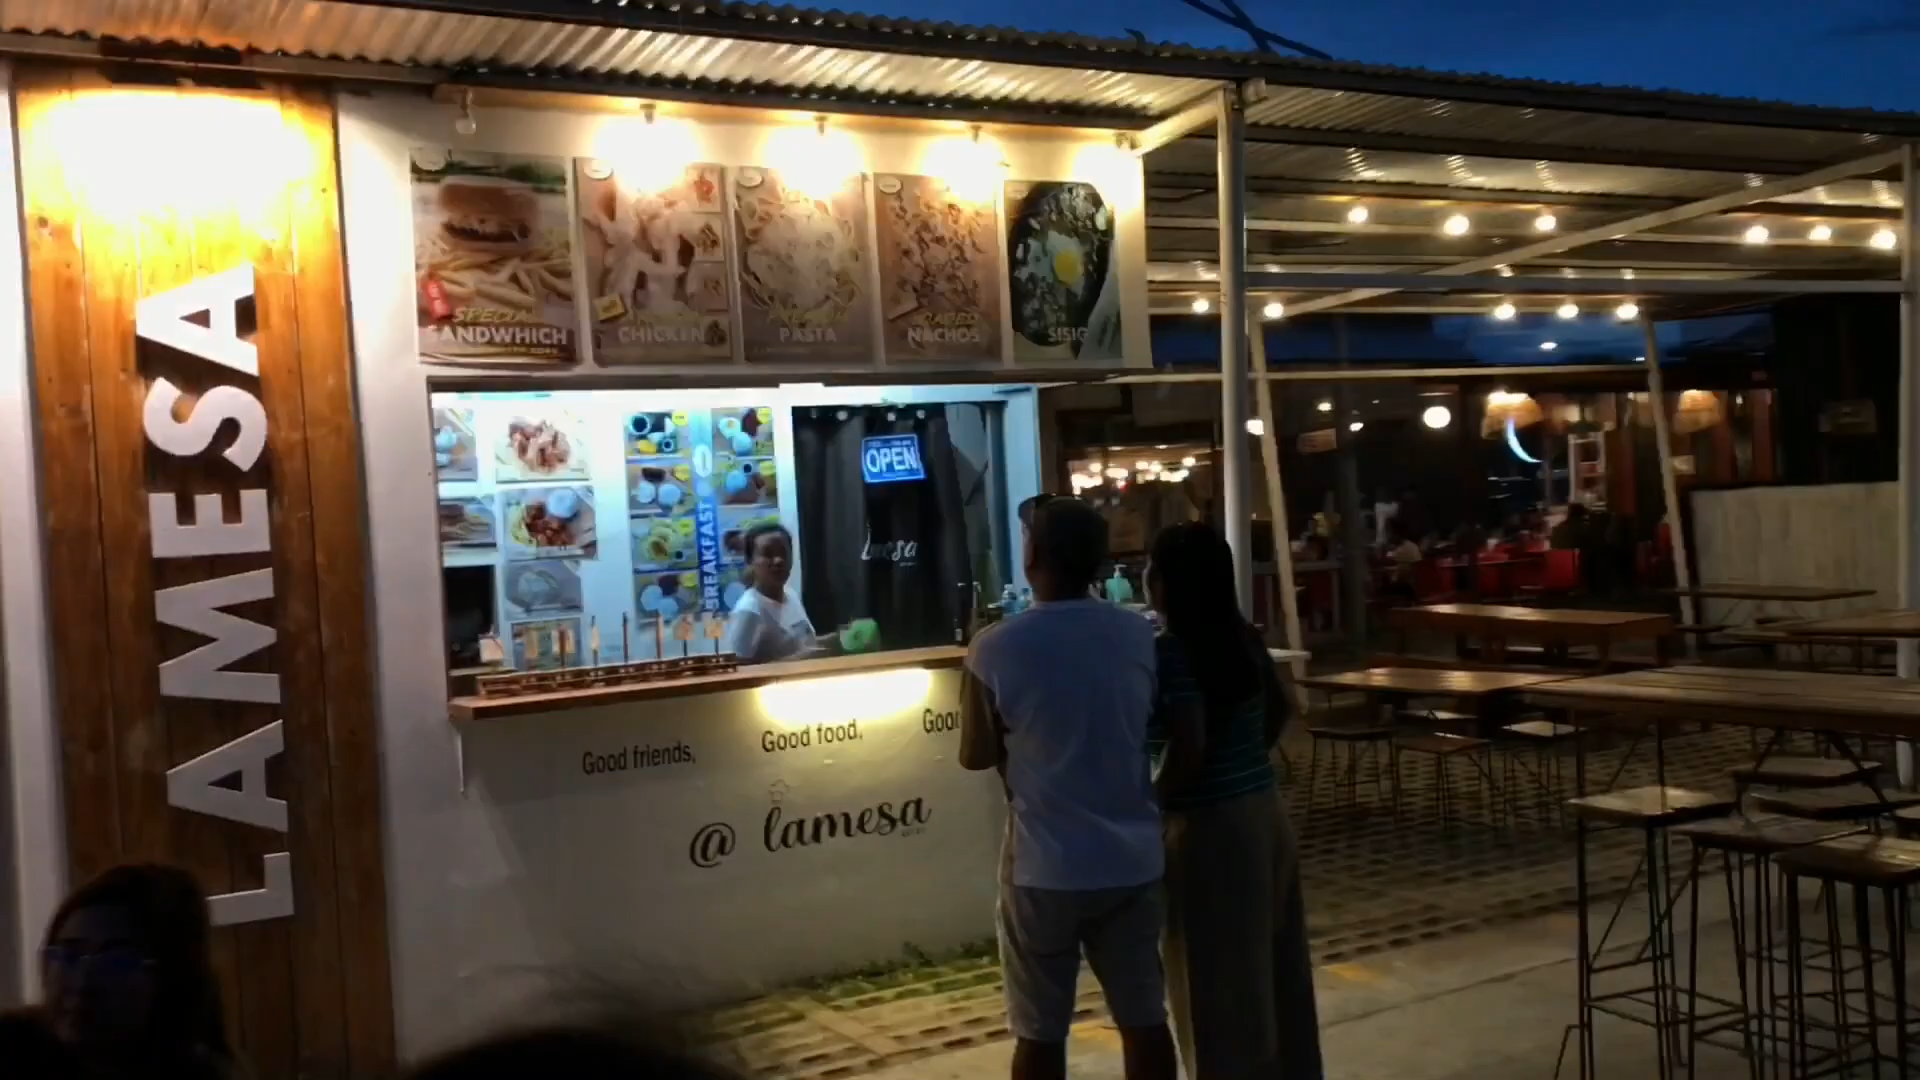 LAMESA
SPECIAL
SANDWHICH
CHICKEN
PASTA
NACHOS
SISIG
OPEN
BREAKFAST
Good friends,
Good food,
@ lamesa